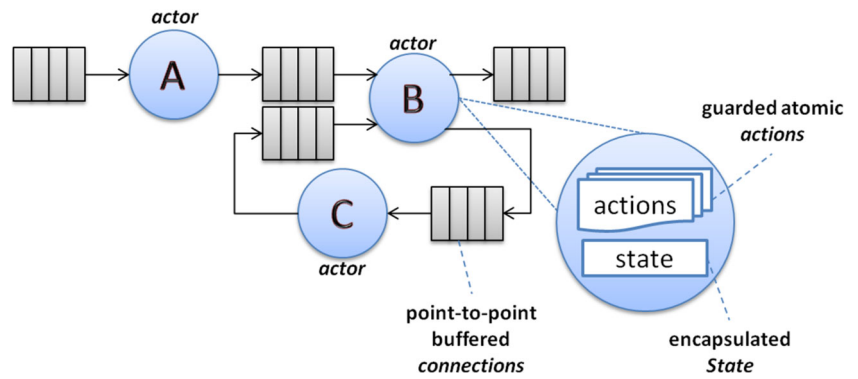 actor
A
actor
B
guarded atomic
actions
actions
state
C
actor
point-to-point
buffered
connections
encapsulated
State